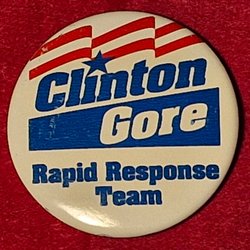 Clinton
Gore
Rapid Response
Team